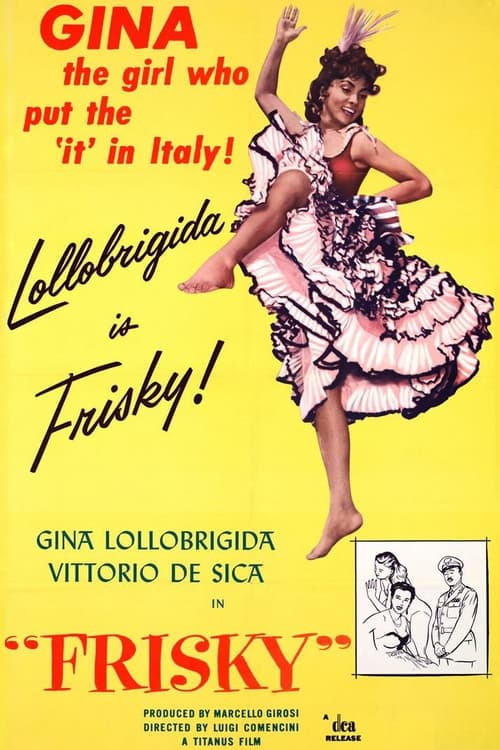 GINA
the girl who
put the
'it' in Italy!
Lollobrigida
is
Frisky!
GINA LOLLOBRIGIDA
VITTORIO DE SICA
IN
"FRISKY"
PRODUCED BY MARCELLO GIROSI
DIRECTED BY LUIGI COMENCINI
A TITANUS FILM
A dca
RELEASE